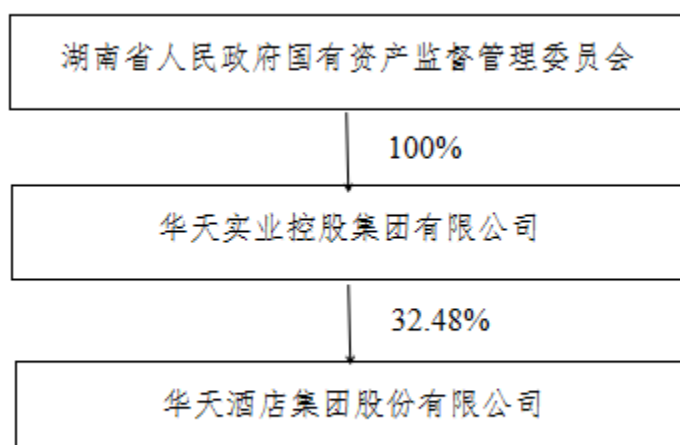 湖南省人民政府国有资产监督管理委员会
100%
华天实业控股集团有限公司
32.48%
华天酒店集团股份有限公司